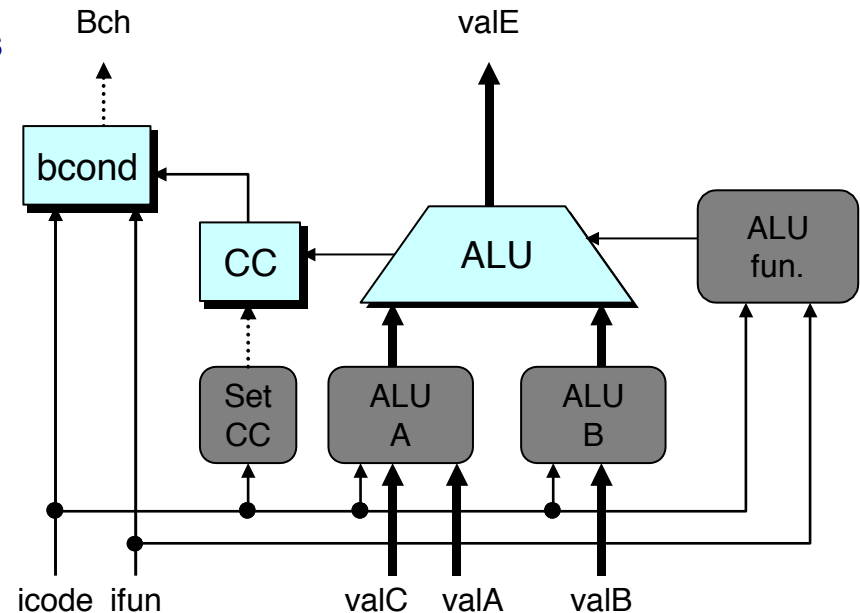 Bch
valE
s
bcond
CC
ALU
ALU
fun.
Set
CC
ALU
A
ALU
B
icode
ifun
valC
valA
valB